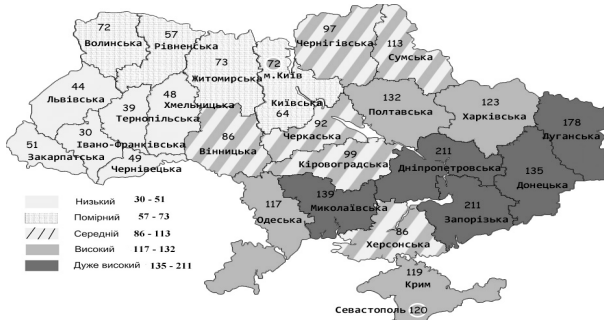 72
Волинська
57
Рівненська
73
Житомирська
72
м.Київ
Київська
64
97
Чернігівська
113
Сумська
44
Львівська
39
Тернопільська
48
Хмельницька
132
Полтавська
123
Харківська
178
Луганська
51
Закарпатська
30
Івано-Франківська
49
Чернівецька
86
Вінницька
92
Черкаська
99
Кіровоградська
211
Дніпропетровська
135
Донецька
117
Одеська
139
Миколаївська
211
Запорізька
86
Херсонська
119
Крим
Севастополь 120
Низький 30 - 51
Помірний 57 - 73
Середній 86 - 113
Високий 117 - 132
Дуже високий 135 - 211